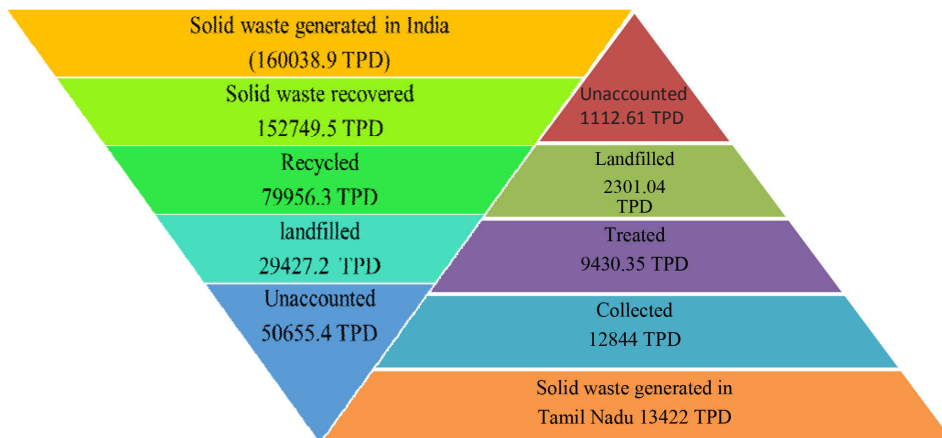 Solid waste generated in India
(160038.9 TPD)
Solid waste recovered
152749.5 TPD
Recycled
79956.3 TPD
landfilled
29427.2 TPD
Unaccounted
50655.4 TPD
Unaccounted
1112.61 TPD
Landfilled
2301.04
TPD
Treated
9430.35 TPD
Collected
12844 TPD
Solid waste generated in
Tamil Nadu 13422 TPD